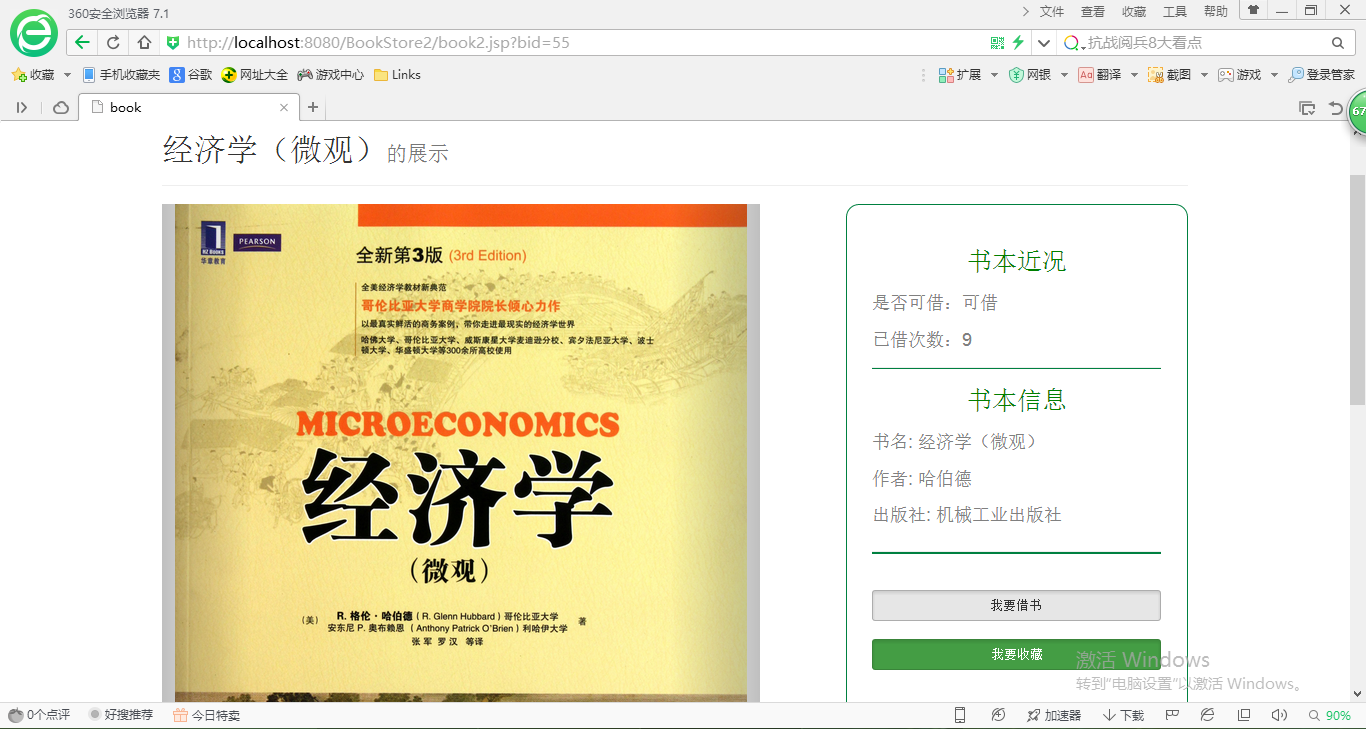 360安全浏览器 7.1
文件 查看 收藏 工具 帮助
http://localhost:8080/BookStore2/book2.jsp?bid=55
抗战阅兵8大看点
收藏 手机收藏夹 谷歌 网址大全 游戏中心 Links
扩展 网银 翻译 截图 游戏 登录管家
book
67
经济学（微观）的展示
HZ Books
华章教育
PEARSON
全新第3版 (3rd Edition)
全美经济学教材新典范
哥伦比亚大学商学院院长倾心力作
以最真实鲜活的商务案例，带你走进最现实的经济学世界
哈佛大学、哥伦比亚大学、威斯康星大学麦迪逊分校、宾夕法尼亚大学、波士
顿大学、华盛顿大学等300余所高校使用
MICROECONOMICS
经济学
（微观）
（美） R. 格伦·哈伯德（R. Glenn Hubbard）哥伦比亚大学
安东尼 P. 奥布赖恩（Anthony Patrick O'Brien）利哈伊大学 著
张 军 罗 汉 等译
书本近况
是否可借：可借
已借次数：9
书本信息
书名: 经济学（微观）
作者: 哈伯德
出版社: 机械工业出版社
我要借书
我要收藏
激活 Windows
转到"电脑设置"以激活 Windows。
0个点评 好搜推荐 今日特卖
加速器 下载 90%